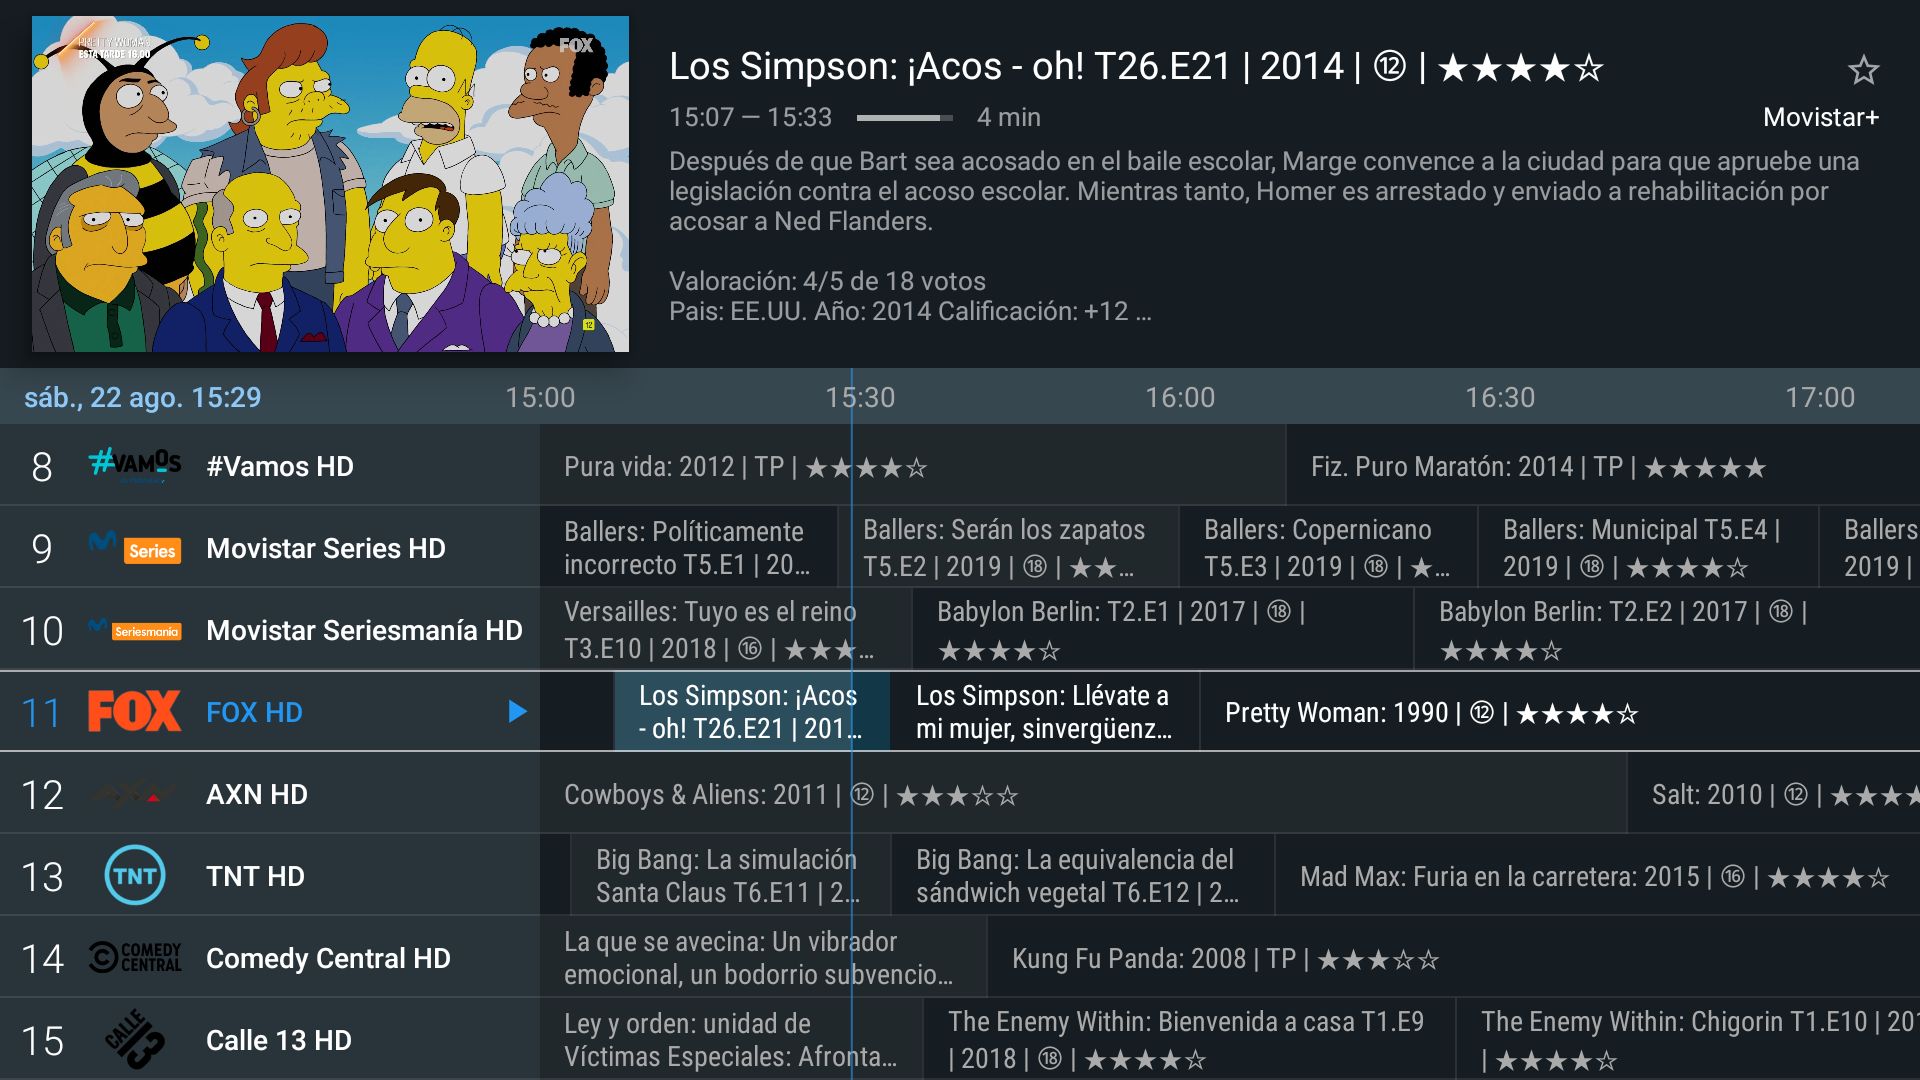 PRETTY WOMAN
ESTA TARDE 16.00
FOX
12
Los Simpson: ¡Acos - oh! T26.E21 | 2014 | ⑫ | ★★★★☆
15:07 — 15:33 4 min
Movistar+
Después de que Bart sea acosado en el baile escolar, Marge convence a la ciudad para que apruebe una
legislación contra el acoso escolar. Mientras tanto, Homer es arrestado y enviado a rehabilitación por
acosar a Ned Flanders.
Valoración: 4/5 de 18 votos
Pais: EE.UU. Año: 2014 Calificación: +12 ...
sáb., 22 ago. 15:29 15:00 15:30 16:00 16:30 17:00
8 #VAMOS #Vamos HD
Pura vida: 2012 | TP | ★★★★☆
Fiz. Puro Maratón: 2014 | TP | ★★★★★
9 Series Movistar Series HD
Ballers: Políticamente
incorrecto T5.E1 | 20...
Ballers: Serán los zapatos
T5.E2 | 2019 | ⑱ | ★★...
Ballers: Copernicano
T5.E3 | 2019 | ⑱ | ★...
Ballers: Municipal T5.E4 |
2019 | ⑱ | ★★★★☆
Ballers
2019 |
10 Seriesmanía Movistar Seriesmanía HD
Versailles: Tuyo es el reino
T3.E10 | 2018 | ⑯ | ★★★...
Babylon Berlin: T2.E1 | 2017 | ⑱ |
★★★★☆
Babylon Berlin: T2.E2 | 2017 | ⑱ |
★★★★☆
11 FOX FOX HD
Los Simpson: ¡Acos
- oh! T26.E21 | 201...
Los Simpson: Llévate a
mi mujer, sinvergüenz...
Pretty Woman: 1990 | ⑫ | ★★★★☆
12 AXN AXN HD
Cowboys & Aliens: 2011 | ⑫ | ★★★☆☆
Salt: 2010 | ⑫ | ★★★★
13 TNT TNT HD
Big Bang: La simulación
Santa Claus T6.E11 | 2...
Big Bang: La equivalencia del
sándwich vegetal T6.E12 | 2...
Mad Max: Furia en la carretera: 2015 | ⑯ | ★★★★☆
14 COMEDY CENTRAL Comedy Central HD
La que se avecina: Un vibrador
emocional, un bodorrio subvencio...
Kung Fu Panda: 2008 | TP | ★★★☆☆
15 CALLE 13 Calle 13 HD
Ley y orden: unidad de
Víctimas Especiales: Afronta...
The Enemy Within: Bienvenida a casa T1.E9
| 2018 | ⑱ | ★★★★☆
The Enemy Within: Chigorin T1.E10 | 201
| ★★★★☆